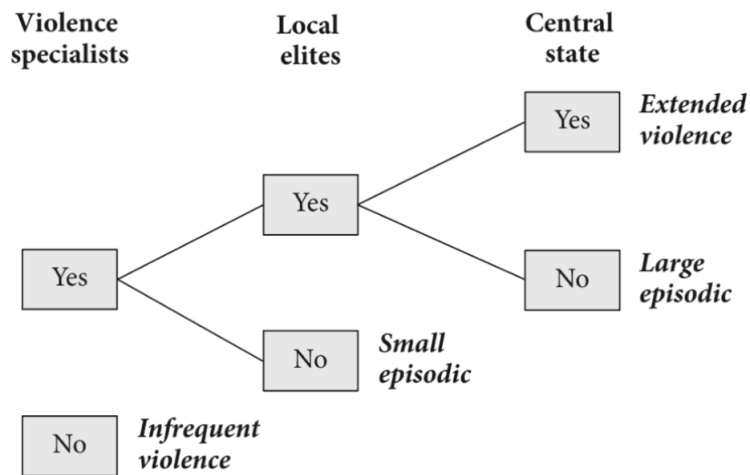 Violence
specialists
Local
elites
Central
state
Yes
Extended
violence
Yes
Yes
No
Large
episodic
No
Small
episodic
No
Infrequent
violence